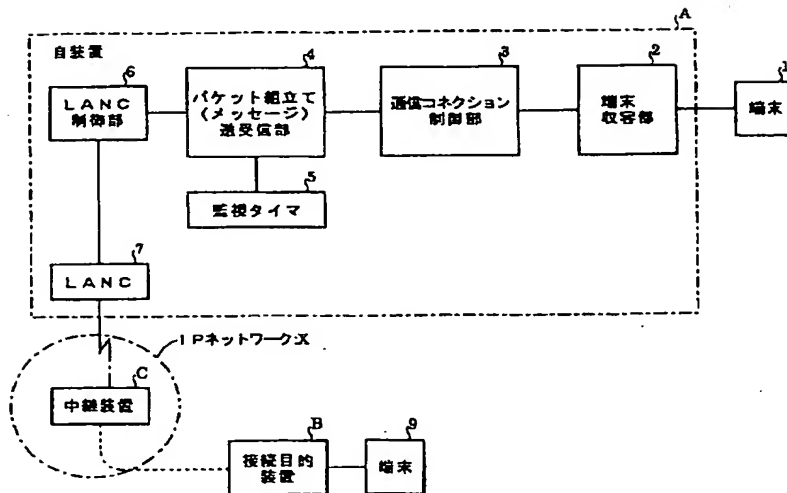 A
自装置
6
LANC
制御部
4
パケット組立て
(メッセージ)
送受信部
3
通信コネクション
制御部
2
端末
収容部
1
端末
5
監視タイマ
7
LANC
IPネットワーク:X
C
中継装置
B
接続目的
装置
9
端末